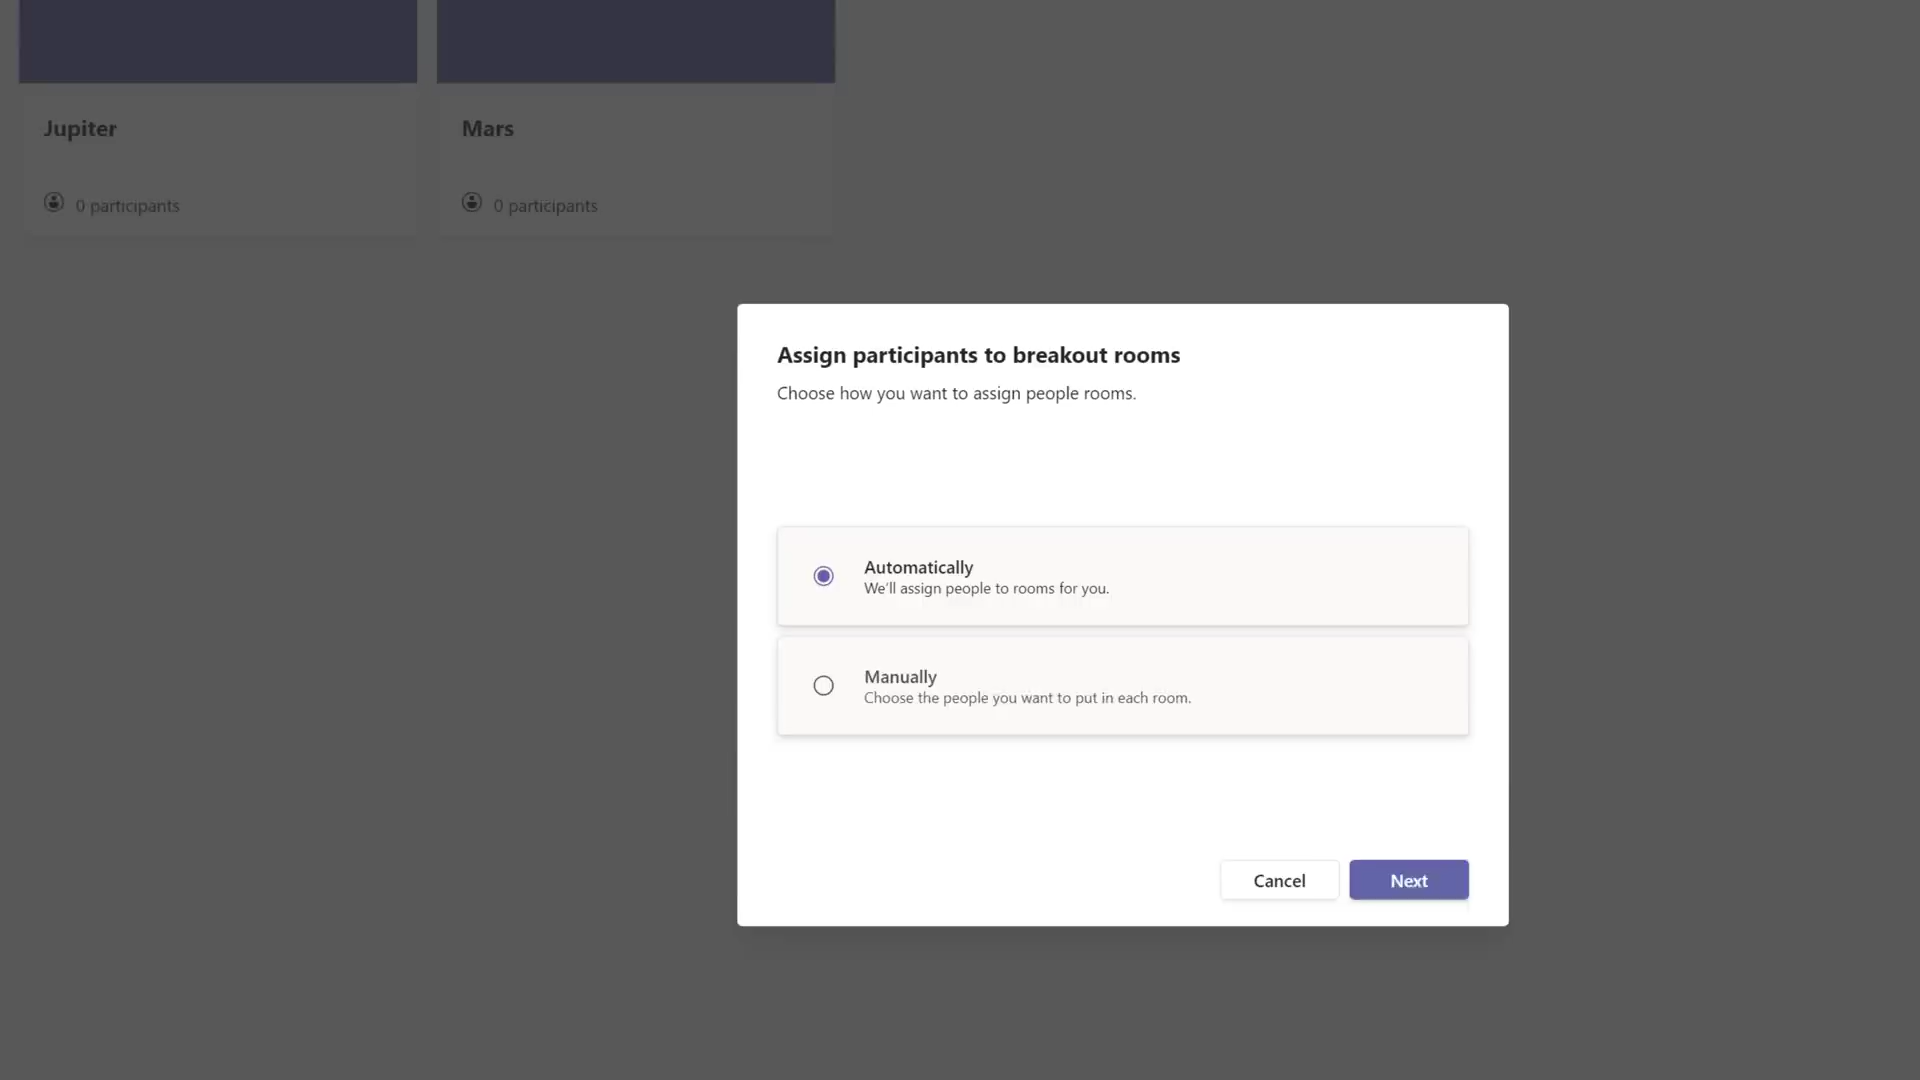 Jupiter
Mars
0 participants
0 participants
Assign participants to breakout rooms
Choose how you want to assign people rooms.
Automatically
We'll assign people to rooms for you.
Manually
Choose the people you want to put in each room.
Cancel
Next